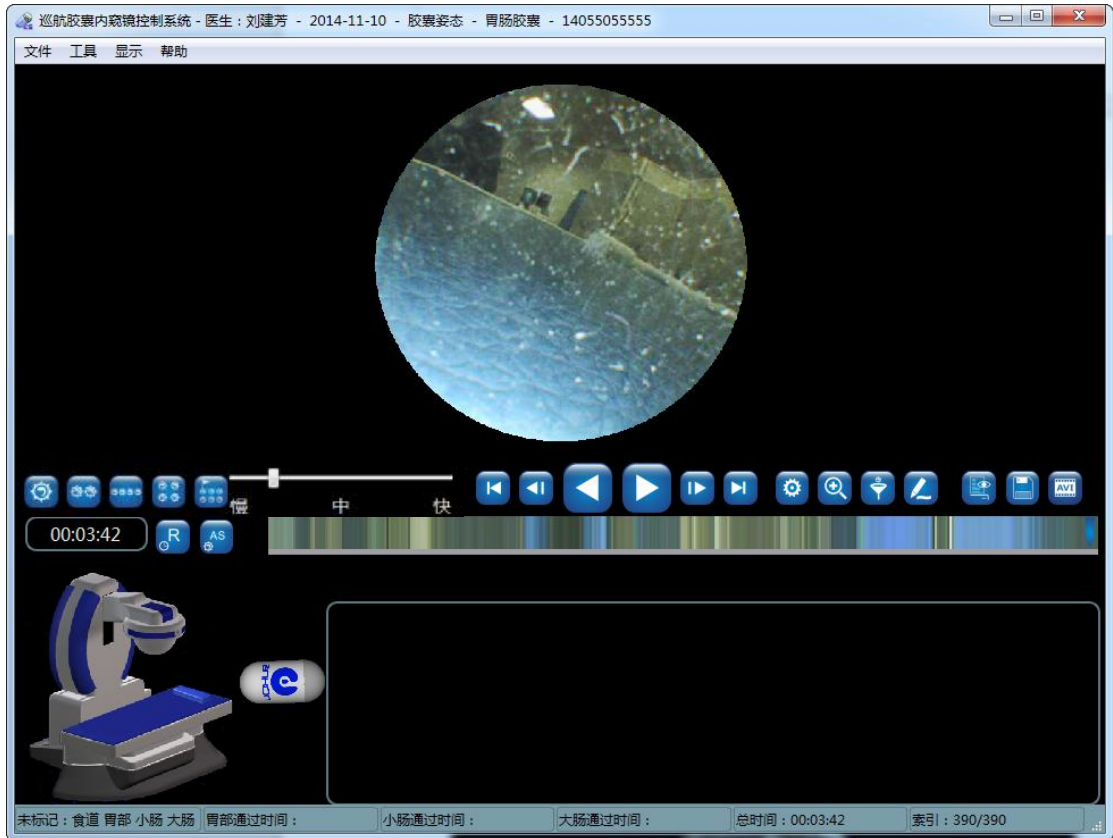 巡航胶囊内窥镜控制系统 - 医生：刘建芳 - 2014-11-10 - 胶囊姿态 - 胃肠胶囊 - 14055055555
文件 工具 显示 帮助
慢 中 快
AVI
00:03:42 R AS
未标记：食道 胃部 小肠 大肠 胃部通过时间： 小肠通过时间： 大肠通过时间： 总时间：00:03:42 索引：390/390